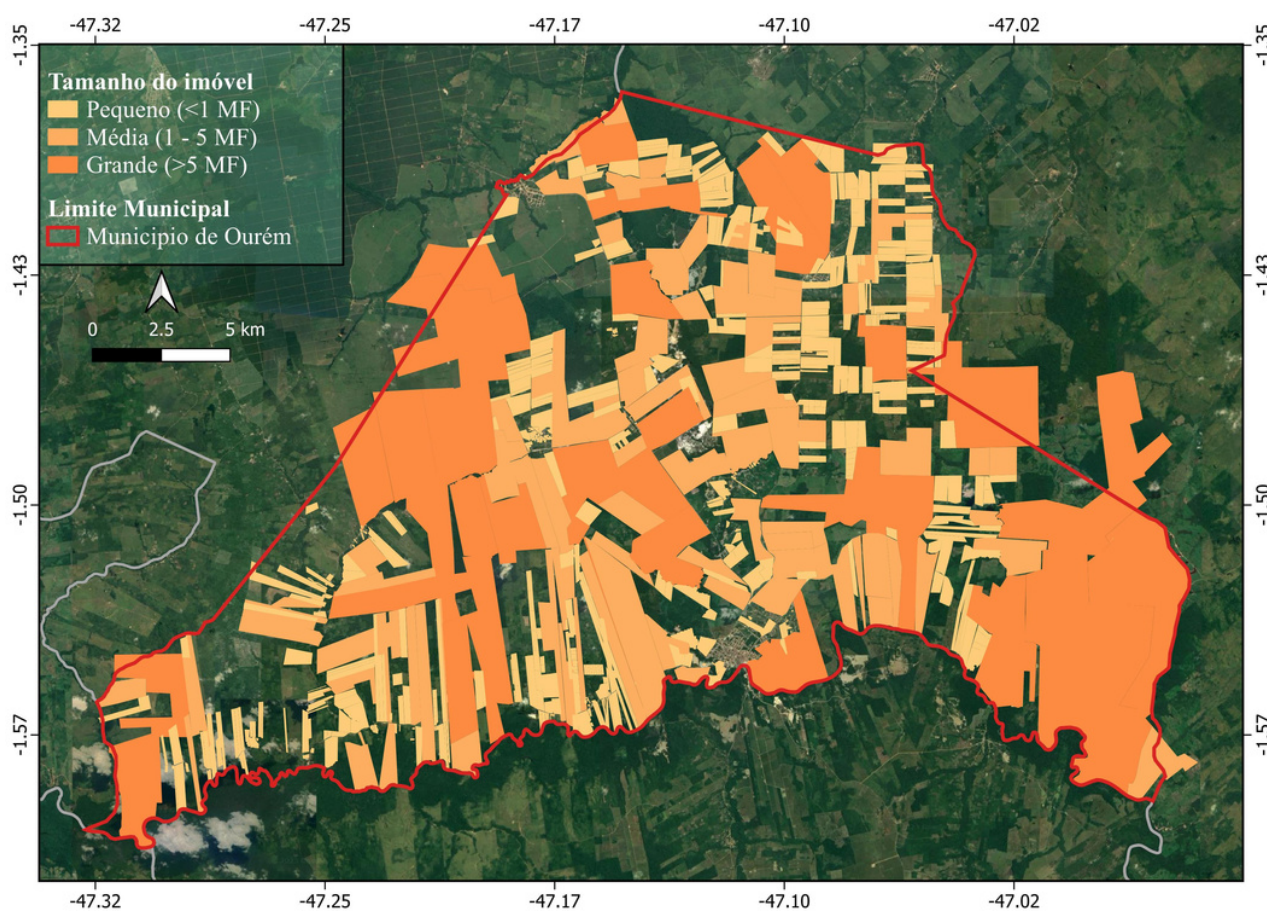 -47.32 -47.25 -47.17 -47.10 -47.02
-1.35 -1.35
Tamanho do imóvel
Pequeno (<1 MF)
Média (1 - 5 MF)
Grande (>5 MF)
Limite Municipal
Municipio de Ourém
-1.43 -1.43
0 2.5 5 km
-1.50 -1.50
-1.57 -1.57
-47.32 -47.25 -47.17 -47.10 -47.02